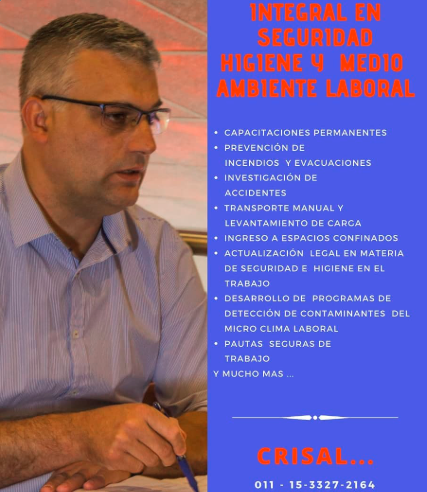 INTEGRAL EN
SEGURIDAD
HIGIENE Y MEDIO
AMBIENTE LABORAL
• CAPACITACIONES PERMANENTES
• PREVENCIÓN DE
INCENDIOS Y EVACUACIONES
• INVESTIGACIÓN DE
ACCIDENTES
• TRANSPORTE MANUAL Y
LEVANTAMIENTO DE CARGA
• INGRESO A ESPACIOS CONFINADOS
• ACTUALIZACIÓN LEGAL EN MATERIA
DE SEGURIDAD E HIGIENE EN EL
TRABAJO
• DESARROLLO DE PROGRAMAS DE
DETECCIÓN DE CONTAMINANTES DEL
MICRO CLIMA LABORAL
• PAUTAS SEGURAS DE
TRABAJO
Y MUCHO MAS ...
CRISAL...
011 - 15-3327-2164